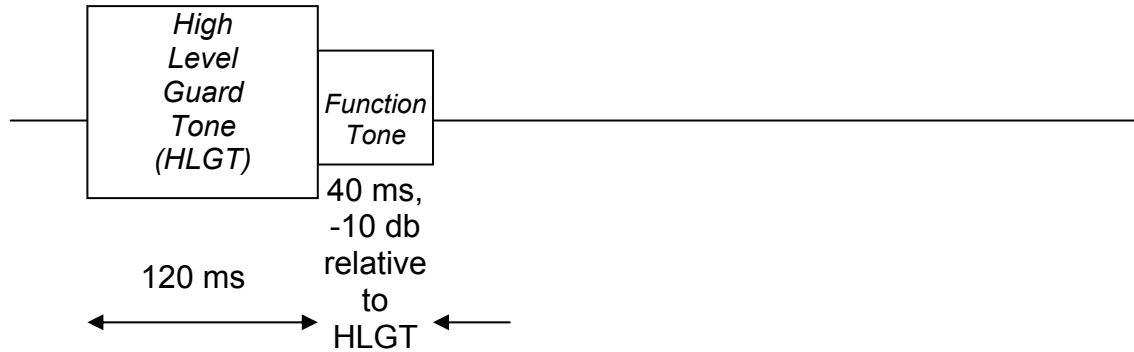 High
Level
Guard
Tone
(HLGT)
Function
Tone
120 ms
40 ms,
-10 db
relative
to
HLGT